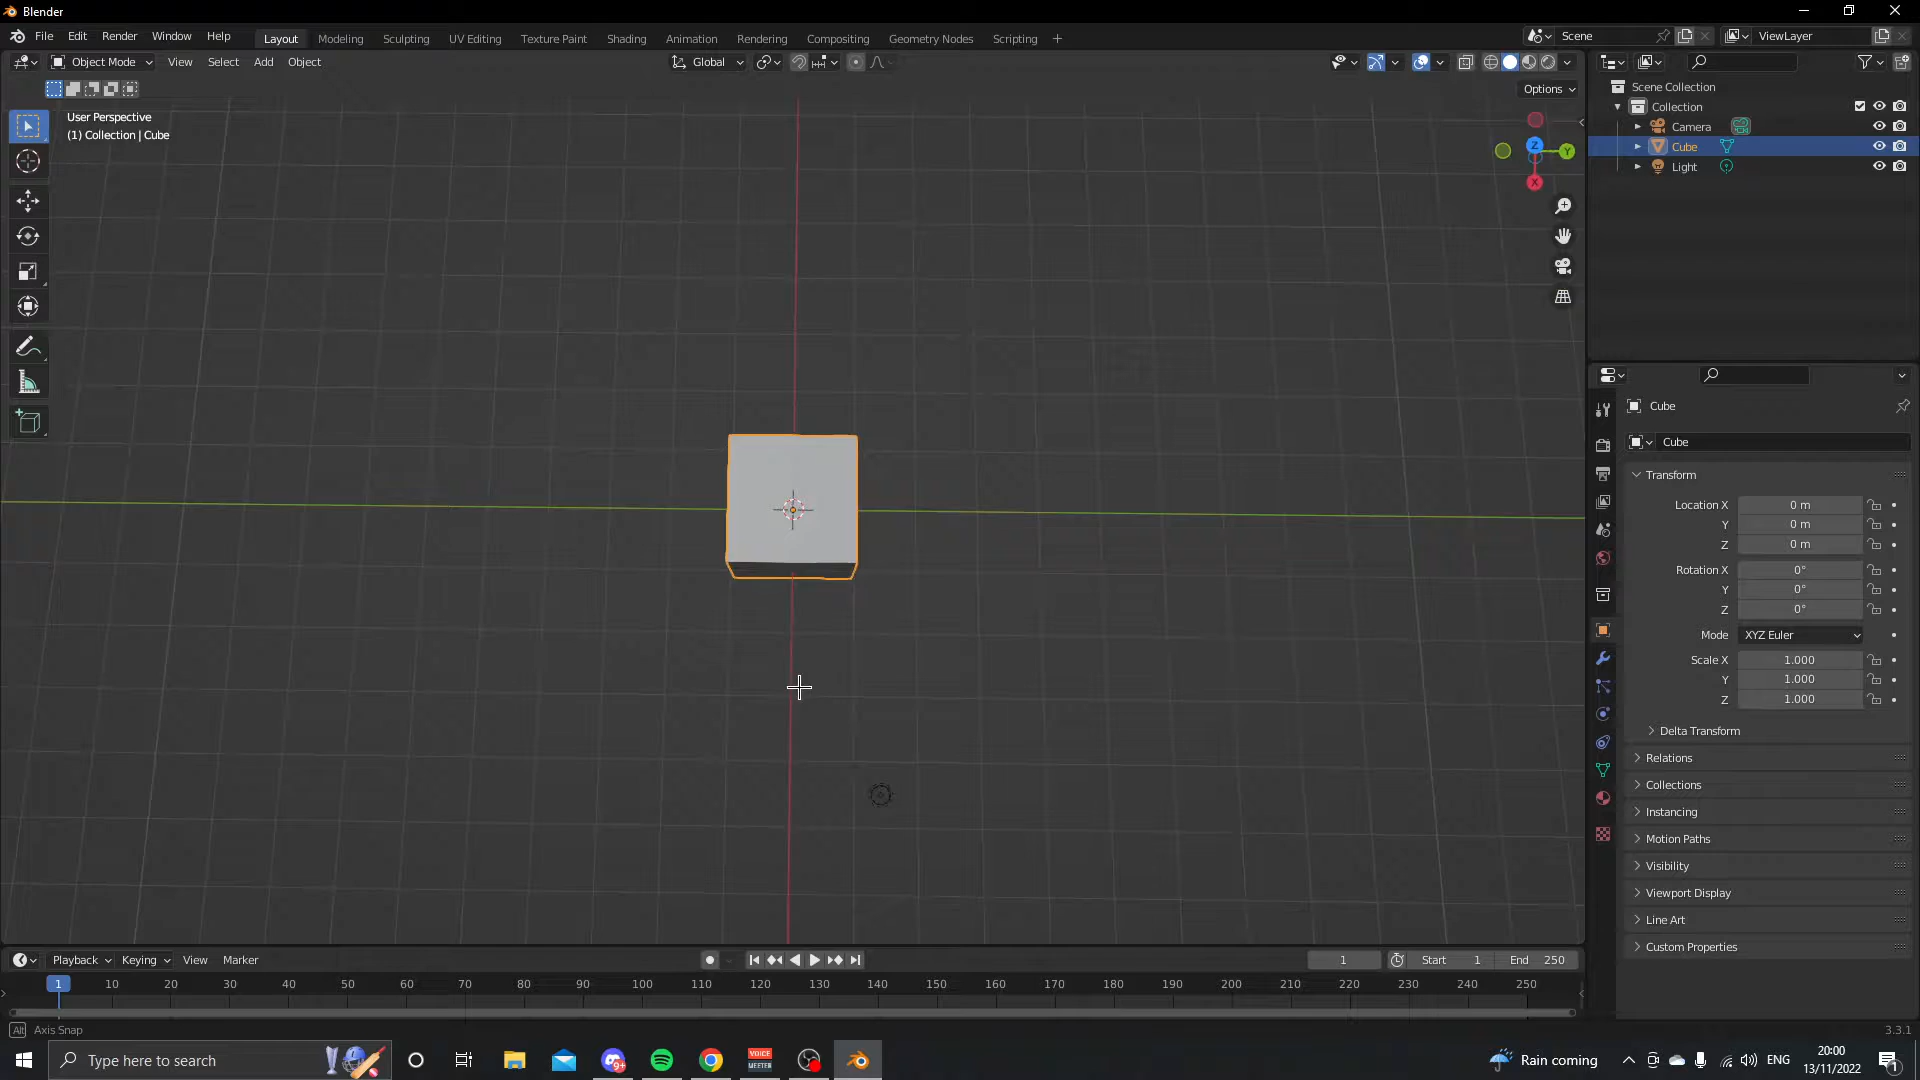 Blender
File Edit Render Window Help
Layout Modeling Sculpting UV Editing Texture Paint Shading Animation Rendering Compositing Geometry Nodes Scripting +
Scene
ViewLayer
Object Mode View Select Add Object
Global
Options
User Perspective
(1) Collection | Cube
Z
Y
X
Scene Collection
Collection
Camera
Cube
Light
Cube
Cube
Transform
Location X 0 m
Y 0 m
Z 0 m
Rotation X 0°
Y 0°
Z 0°
Mode XYZ Euler
Scale X 1.000
Y 1.000
Z 1.000
Delta Transform
Relations
Collections
Instancing
Motion Paths
Visibility
Viewport Display
Line Art
Custom Properties
Playback Keying View Marker
1 Start 1 End 250
1 10 20 30 40 50 60 70 80 90 100 110 120 130 140 150 160 170 180 190 200 210 220 230 240 250
Alt Axis Snap
3.3.1
Type here to search
9+
VOICE
MEETER
Rain coming
ENG
20:00
13/11/2022
1